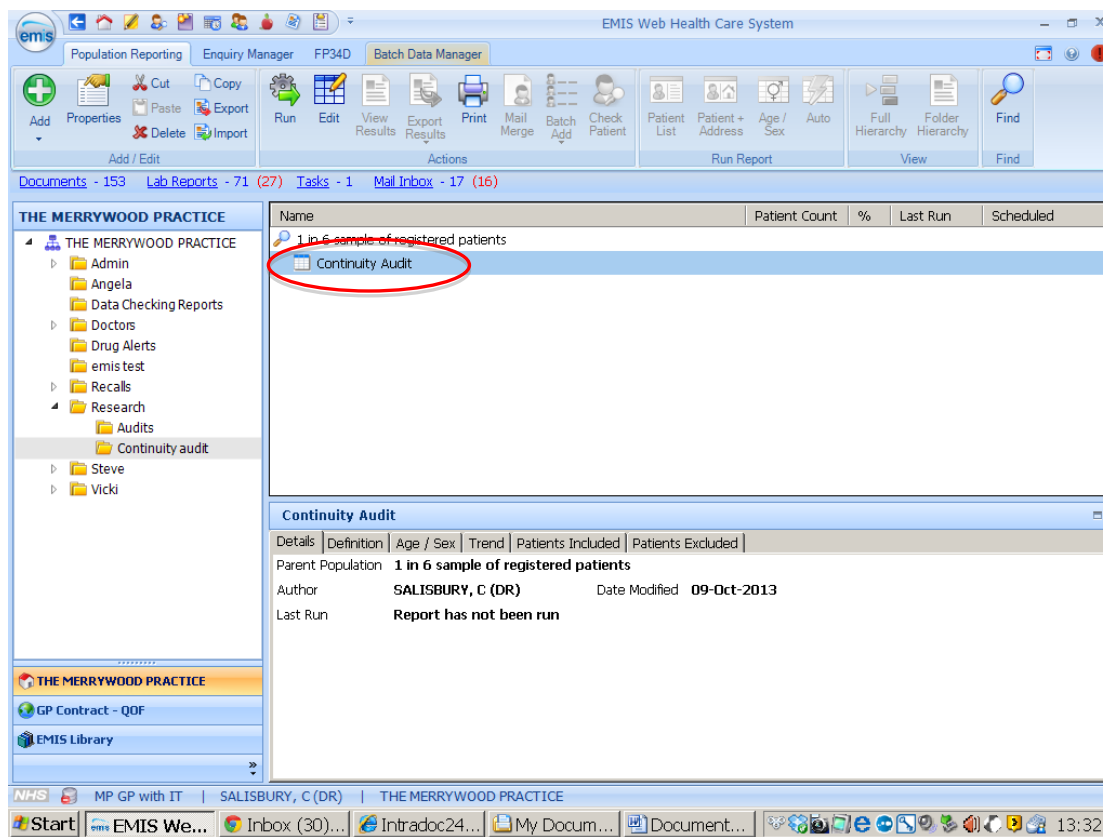 emis
EMIS Web Health Care System
Population Reporting Enquiry Manager FP34D Batch Data Manager
Add Properties Cut Copy Paste Export Delete Import
Run Edit View Results Export Results Print Mail Merge Batch Add Check Patient
Patient List Patient + Address Age / Sex Auto Full Hierarchy Folder Hierarchy Find
Add / Edit Actions Run Report View Find
Documents - 153 Lab Reports - 71 (27) Tasks - 1 Mail Inbox - 17 (16)
THE MERRYWOOD PRACTICE
THE MERRYWOOD PRACTICE
Admin
Angela
Data Checking Reports
Doctors
Drug Alerts
emis test
Recalls
Research
Audits
Continuity audit
Steve
Vicki
THE MERRYWOOD PRACTICE
GP Contract - QOF
EMIS Library
Name Patient Count % Last Run Scheduled
1 in 6 sample of registered patients
Continuity Audit
Continuity Audit
Details Definition Age / Sex Trend Patients Included Patients Excluded
Parent Population 1 in 6 sample of registered patients
Author SALISBURY, C (DR) Date Modified 09-Oct-2013
Last Run Report has not been run
NHS MP GP with IT | SALISBURY, C (DR) | THE MERRYWOOD PRACTICE
Start EMIS We... Inbox (30)... Intradoc24... My Docum... Document... 13:32